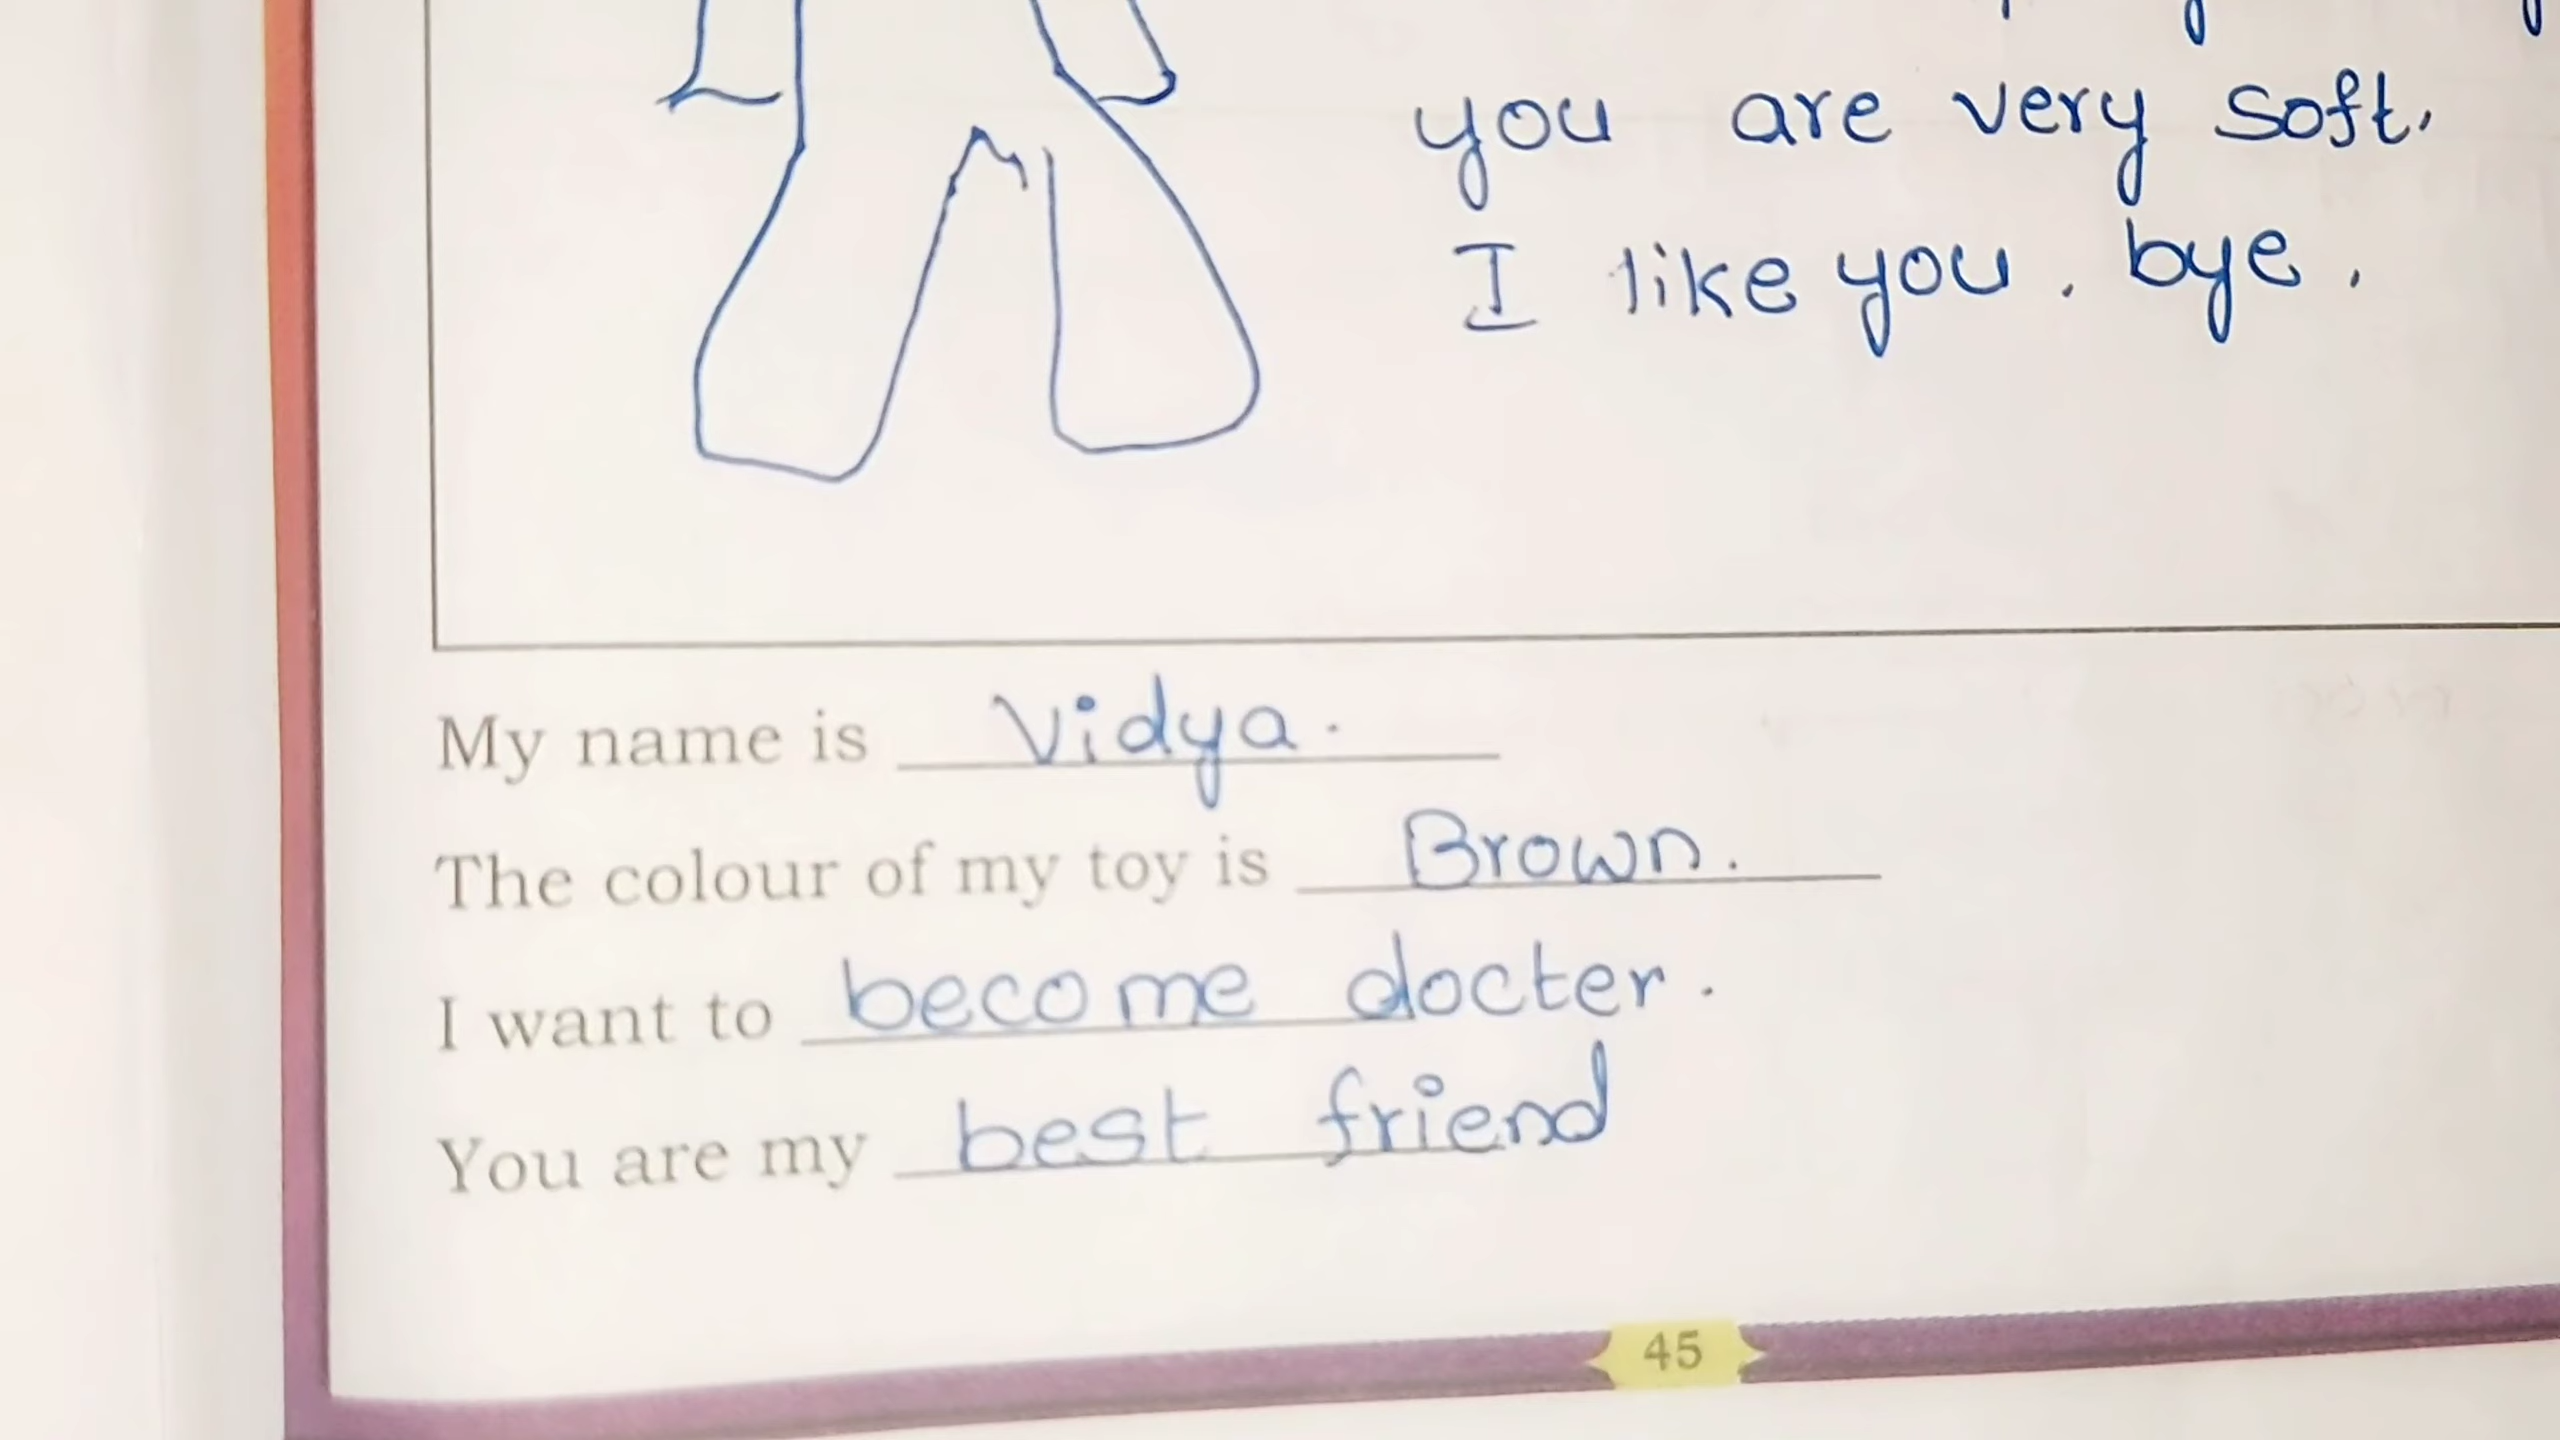 you are very soft.
I like you. bye.
My name is Vidya.
The colour of my toy is Brown.
I want to become docter.
You are my best friend
45